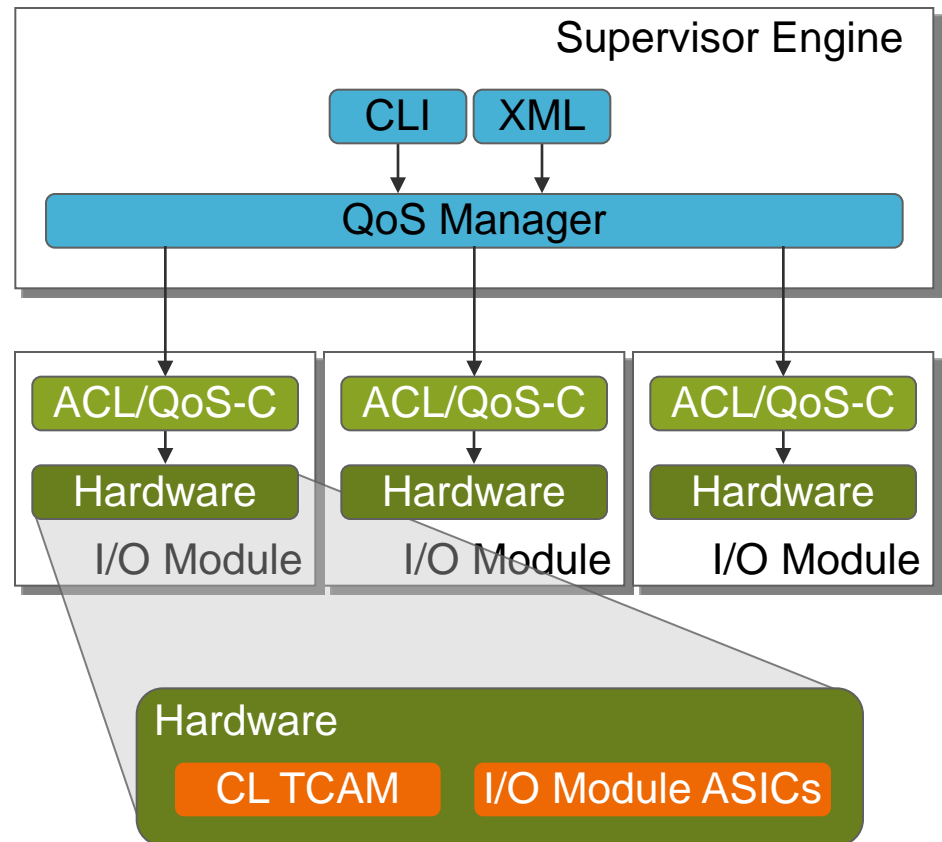 Supervisor Engine
CLI
XML
QoS Manager
ACL/QoS-C
ACL/QoS-C
ACL/QoS-C
Hardware
Hardware
Hardware
I/O Module
I/O Module
I/O Module
Hardware
CL TCAM
I/O Module ASICs